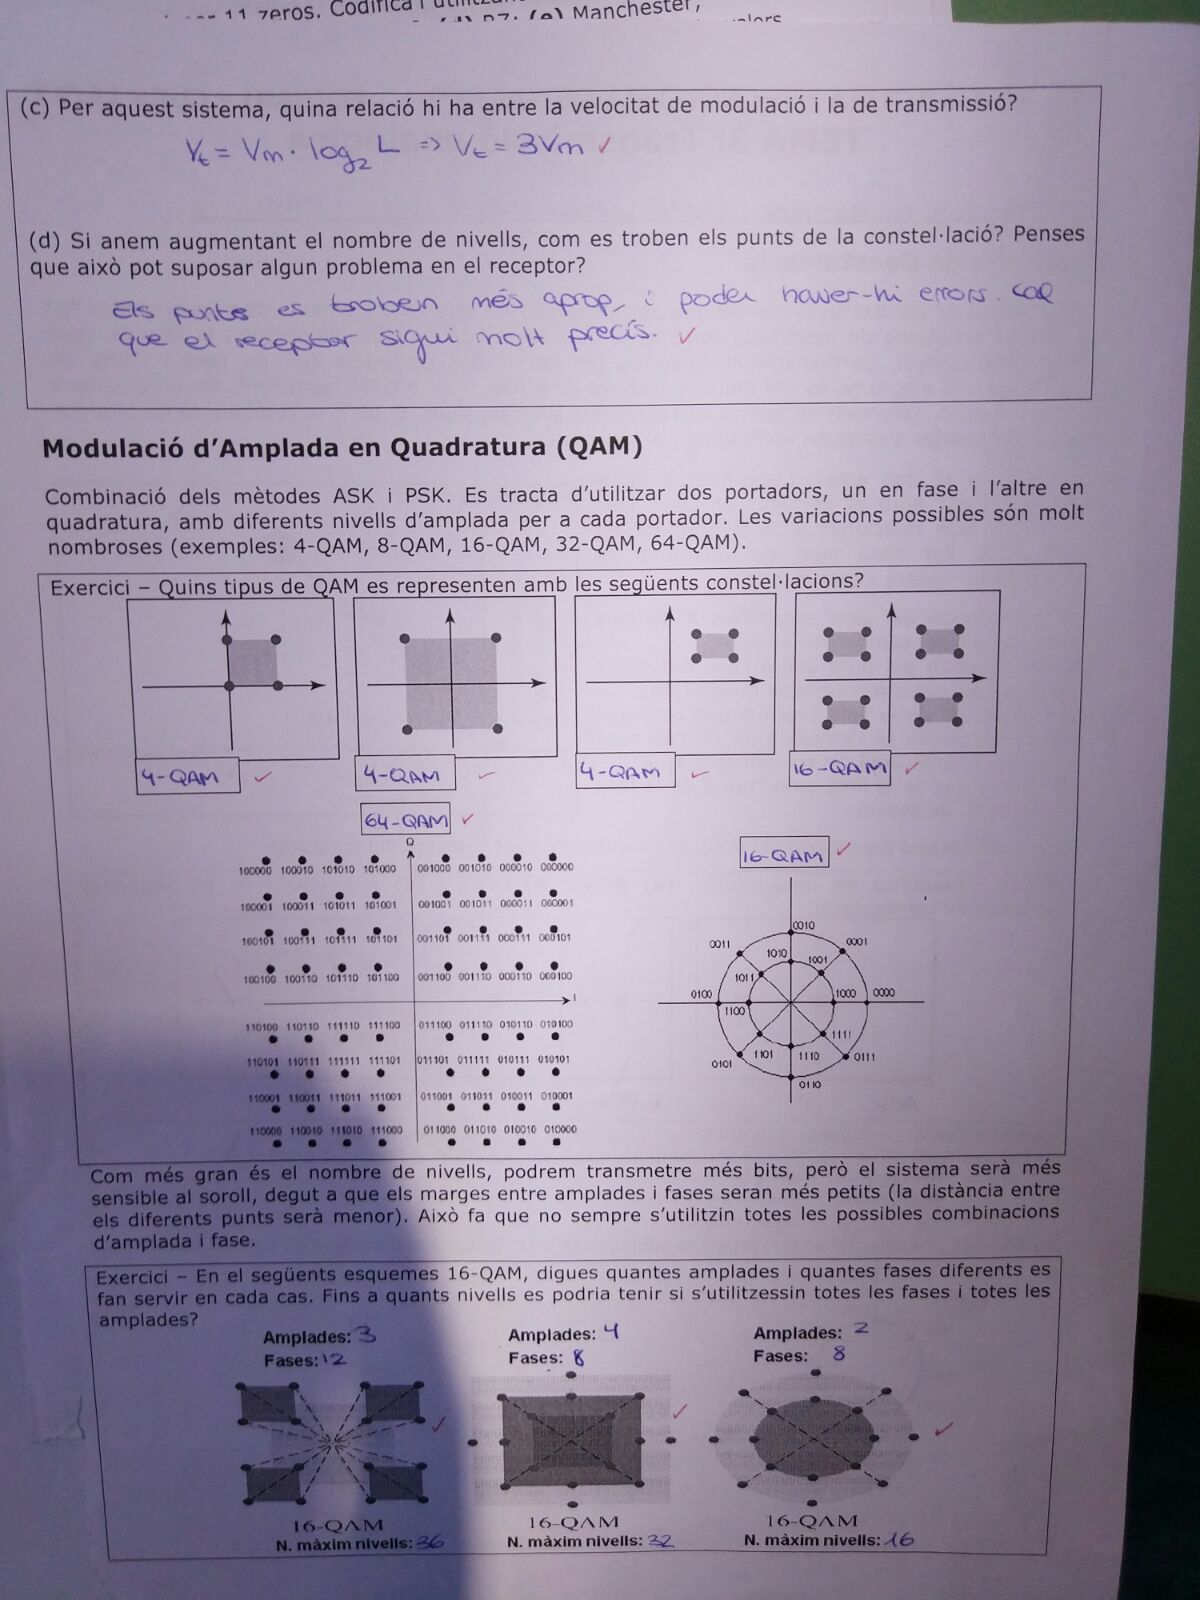 11 zeros. Codifica i
(e) Manchester,
(c) Per aquest sistema, quina relació hi ha entre la velocitat de modulació i la de transmissió?
Vt = Vm · log2 L => Vt = 3Vm ✓
(d) Si anem augmentant el nombre de nivells, com es troben els punts de la constel·lació? Penses
que això pot suposar algun problema en el receptor?
Els punts es troben més aprop, i poden haver-hi errors. Cal
que el receptor sigui molt precís. ✓
Modulació d'Amplada en Quadratura (QAM)
Combinació dels mètodes ASK i PSK. Es tracta d'utilitzar dos portadors, un en fase i l'altre en
quadratura, amb diferents nivells d'amplada per a cada portador. Les variacions possibles són molt
nombroses (exemples: 4-QAM, 8-QAM, 16-QAM, 32-QAM, 64-QAM).
Exercici – Quins tipus de QAM es representen amb les següents constel·lacions?
4-QAM ✓ 4-QAM ✓ 4-QAM ✓ 16-QAM ✓
64-QAM ✓
Q
100000 100010 101010 101000 001000 001010 000010 000000
100001 100011 101011 101001 001001 001011 000011 000001
100101 100111 101111 101101 001101 001111 000111 000101
100100 100110 101110 101100 001100 001110 000110 000100
I
110100 110110 111110 111100 011100 011110 010110 010100
110101 110111 111111 111101 011101 011111 010111 010101
110001 110011 111011 111001 011001 011011 010011 010001
110000 110010 111010 111000 011000 011010 010010 010000
16-QAM ✓
0010
0011 0001
1010 1001
1011
0100 1000 0000
1100
1111
0101 1101 1110 0111
0110
Com més gran és el nombre de nivells, podrem transmetre més bits, però el sistema serà més
sensible al soroll, degut a que els marges entre amplades i fases seran més petits (la distància entre
els diferents punts serà menor). Això fa que no sempre s'utilitzin totes les possibles combinacions
d'amplada i fase.
Exercici – En el següents esquemes 16-QAM, digues quantes amplades i quantes fases diferents es
fan servir en cada cas. Fins a quants nivells es podria tenir si s'utilitzessin totes les fases i totes les
amplades?
Amplades: 3 Amplades: 4 Amplades: 2
Fases: 12 Fases: 8 Fases: 8
16-QAM 16-QAM 16-QAM
N. màxim nivells: 36 N. màxim nivells: 32 N. màxim nivells: 16